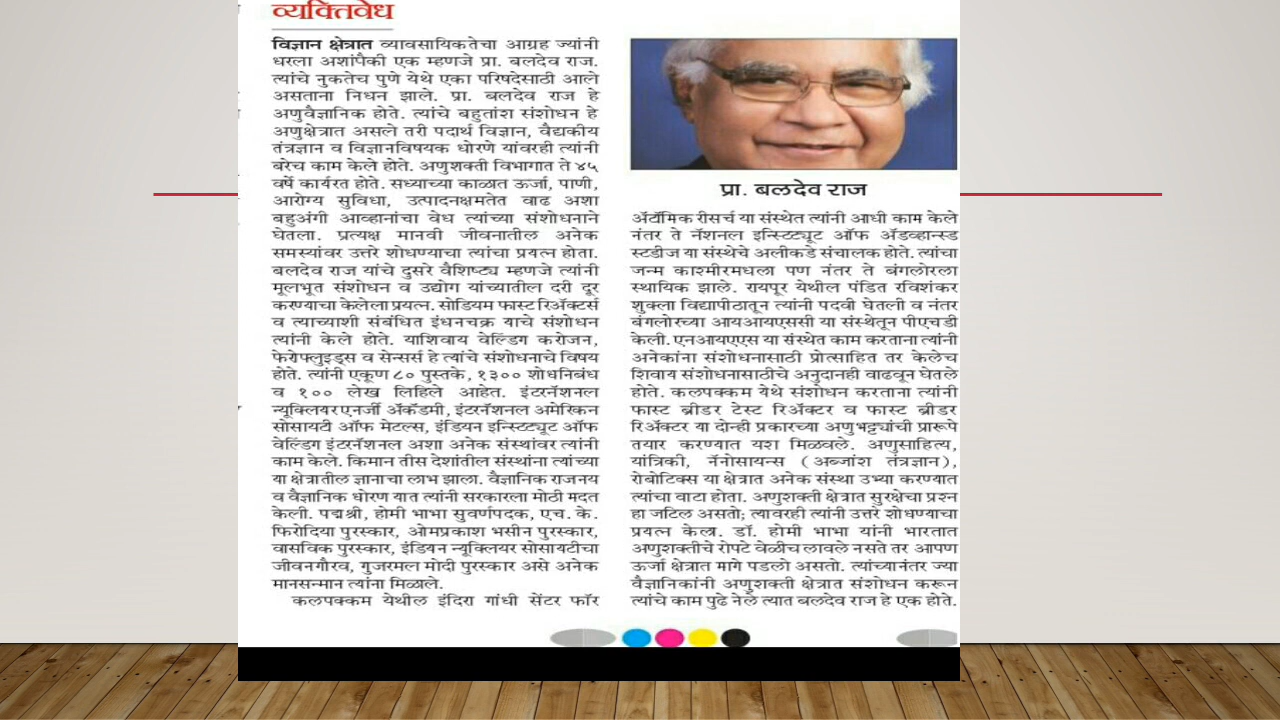 व्यक्तिवेध
विज्ञान क्षेत्रात व्यावसायिकतेचा आग्रह ज्यांनी
धरला अशांपैकी एक म्हणजे प्रा. बलदेव राज.
त्यांचे नुकतेच पुणे येथे एका परिषदेसाठी आले
असताना निधन झाले. प्रा. बलदेव राज हे
अणुवैज्ञानिक होते. त्यांचे बहुतांश संशोधन हे
अणुक्षेत्रात असले तरी पदार्थ विज्ञान, वैद्यकीय
तंत्रज्ञान व विज्ञानविषयक धोरणे यांवरही त्यांनी
बरेच काम केले होते. अणुशक्ती विभागात ते ४५
वर्षे कार्यरत होते. सध्याच्या काळात ऊर्जा, पाणी,
आरोग्य सुविधा, उत्पादनक्षमतेत वाढ अशा
बहुअंगी आव्हानांचा वेध त्यांच्या संशोधनाने
घेतला. प्रत्यक्ष मानवी जीवनातील अनेक
समस्यांवर उत्तरे शोधण्याचा त्यांचा प्रयत्न होता.
बलदेव राज यांचे दुसरे वैशिष्ट्य म्हणजे त्यांनी
मूलभूत संशोधन व उद्योग यांच्यातील दरी दूर
करण्याचा केलेला प्रयत्न. सोडियम फास्ट रिअ‍ॅक्टर्स
व त्याच्याशी संबंधित इंधनचक्र याचे संशोधन
त्यांनी केले होते. याशिवाय वेल्डिंग करोजन,
फेरोफ्लुइड्स व सेन्सर्स हे त्यांचे संशोधनाचे विषय
होते. त्यांनी एकूण ८० पुस्तके, १३०० शोधनिबंध
व १०० लेख लिहिले आहेत. इंटरनॅशनल
न्यूक्लियर एनर्जी अ‍ॅकॅडमी, इंटरनॅशनल अमेरिकन
सोसायटी ऑफ मेटल्स, इंडियन इन्स्टिट्यूट ऑफ
वेल्डिंग इंटरनॅशनल अशा अनेक संस्थांवर त्यांनी
काम केले. किमान तीस देशांतील संस्थांना त्यांच्या
या क्षेत्रातील ज्ञानाचा लाभ झाला. वैज्ञानिक राजनय
व वैज्ञानिक धोरण यात त्यांनी सरकारला मोठी मदत
केली. पद्मश्री, होमी भाभा सुवर्णपदक, एच. के.
फिरोदिया पुरस्कार, ओमप्रकाश भसीन पुरस्कार,
वासविक पुरस्कार, इंडियन न्यूक्लियर सोसायटीचा
जीवनगौरव, गुजरमल मोदी पुरस्कार असे अनेक
मानसन्मान त्यांना मिळाले.
कलपक्कम येथील इंदिरा गांधी सेंटर फॉर
प्रा. बलदेव राज
अ‍ॅटॉमिक रीसर्च या संस्थेत त्यांनी आधी काम केले
नंतर ते नॅशनल इन्स्टिट्यूट ऑफ अ‍ॅडव्हान्स्ड
स्टडीज या संस्थेचे अलीकडे संचालक होते. त्यांचा
जन्म काश्मीरमधला पण नंतर ते बंगलोरला
स्थायिक झाले. रायपूर येथील पंडित रविशंकर
शुक्ला विद्यापीठातून त्यांनी पदवी घेतली व नंतर
बंगलोरच्या आयआयएससी या संस्थेतून पीएचडी
केली. एनआयएएस या संस्थेत काम करताना त्यांनी
अनेकांना संशोधनासाठी प्रोत्साहित तर केलेच
शिवाय संशोधनासाठीचे अनुदानही वाढवून घेतले
होते. कलपक्कम येथे संशोधन करताना त्यांनी
फास्ट ब्रीडर टेस्ट रिअ‍ॅक्टर व फास्ट ब्रीडर
रिअ‍ॅक्टर या दोन्ही प्रकारच्या अणुभट्ट्यांची प्रारूपे
तयार करण्यात यश मिळवले. अणुसाहित्य,
यांत्रिकी, नॅनोसायन्स (अब्जांश तंत्रज्ञान),
रोबोटिक्स या क्षेत्रात अनेक संस्था उभ्या करण्यात
त्यांचा वाटा होता. अणुशक्ती क्षेत्रात सुरक्षेचा प्रश्न
हा जटिल असतो; त्यावरही त्यांनी उत्तरे शोधण्याचा
प्रयत्न केला. डॉ. होमी भाभा यांनी भारतात
अणुशक्तीचे रोपटे वेळीच लावले नसते तर आपण
ऊर्जा क्षेत्रात मागे पडलो असतो. त्यांच्यानंतर ज्या
वैज्ञानिकांनी अणुशक्ती क्षेत्रात संशोधन करून
त्यांचे काम पुढे नेले त्यात बलदेव राज हे एक होते.